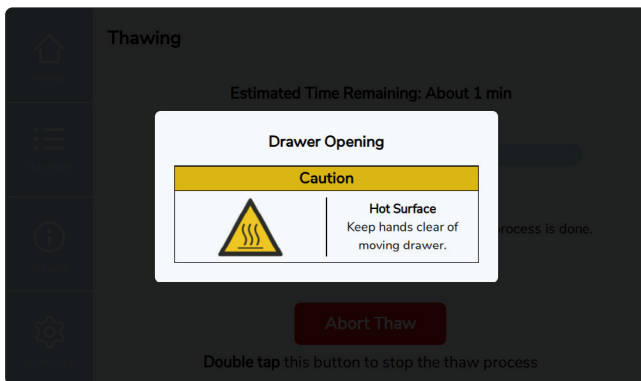 Thawing
Estimated Time Remaining: About 1 min
Drawer Opening
Caution
Hot Surface
Keep hands clear of
moving drawer.
process is done.
Abort Thaw
Double tap this button to stop the thaw process